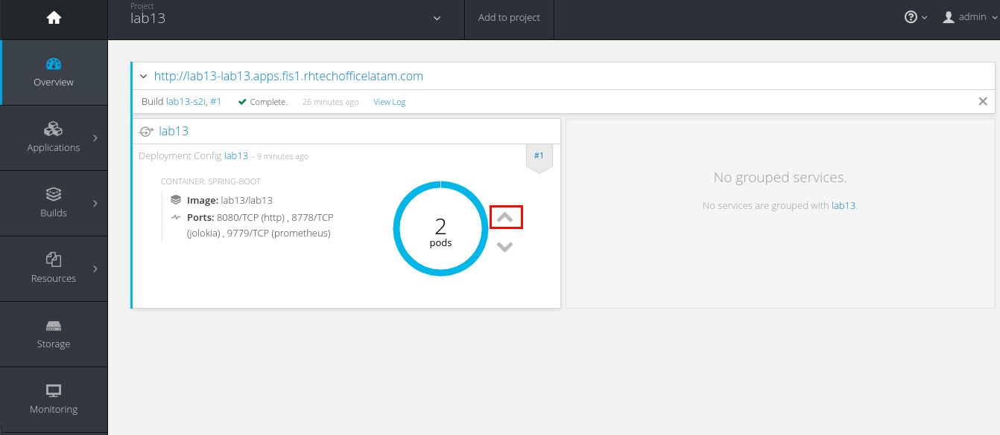 Project
lab13
Add to project
admin
Overview
Applications
Builds
Resources
Storage
Monitoring
http://lab13-lab13.apps.fis1.rhtechofficelatam.com
Build lab13-s2i, #1 Complete. 26 minutes ago View Log
lab13
Deployment Config lab13 – 9 minutes ago
#1
CONTAINER: SPRING-BOOT
Image: lab13/lab13
Ports: 8080/TCP (http) , 8778/TCP
(jolokia) , 9779/TCP (prometheus)
2
pods
No grouped services.
No services are grouped with lab13.